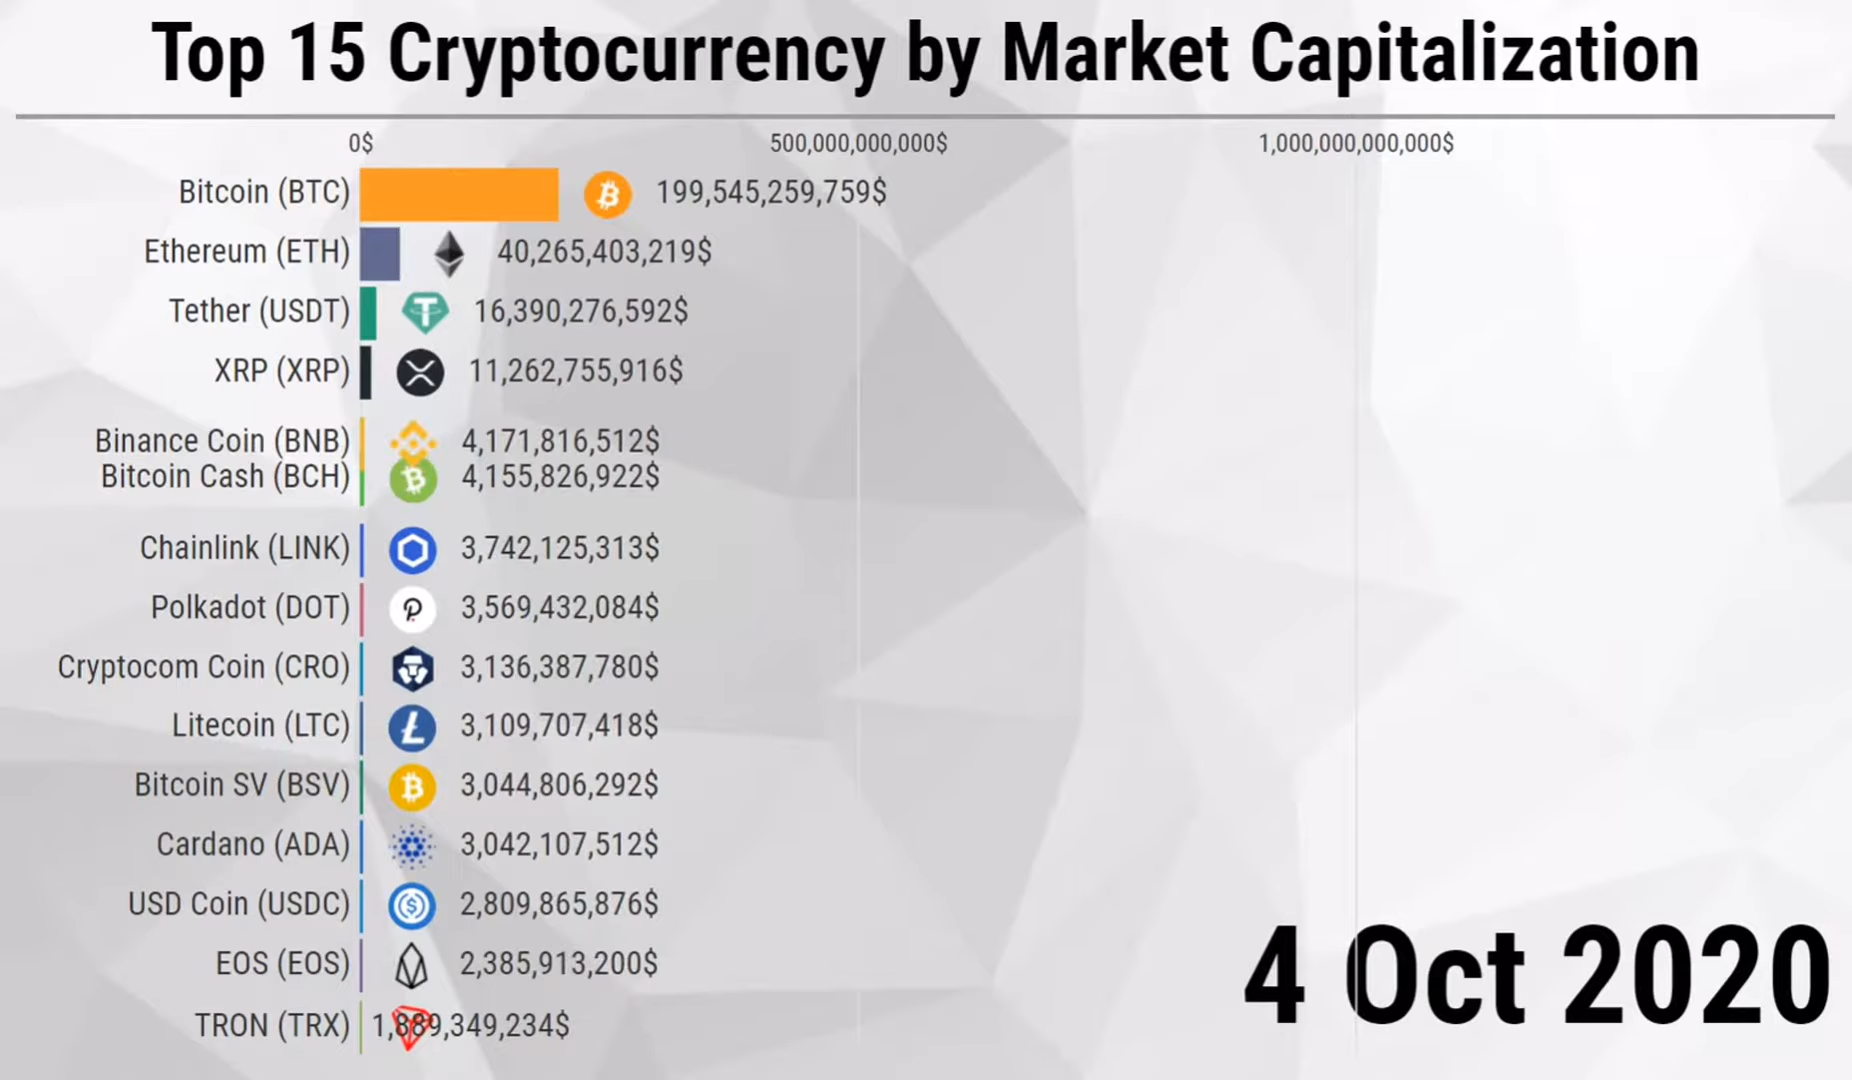 Top 15 Cryptocurrency by Market Capitalization
0$ 500,000,000,000$ 1,000,000,000,000$
Bitcoin (BTC) 199,545,259,759$
Ethereum (ETH) 40,265,403,219$
Tether (USDT) 16,390,276,592$
XRP (XRP) 11,262,755,916$
Binance Coin (BNB) 4,171,816,512$
Bitcoin Cash (BCH) 4,155,826,922$
Chainlink (LINK) 3,742,125,313$
Polkadot (DOT) 3,569,432,084$
Cryptocom Coin (CRO) 3,136,387,780$
Litecoin (LTC) 3,109,707,418$
Bitcoin SV (BSV) 3,044,806,292$
Cardano (ADA) 3,042,107,512$
USD Coin (USDC) 2,809,865,876$
EOS (EOS) 2,385,913,200$
TRON (TRX) 1,889,349,234$
4 Oct 2020